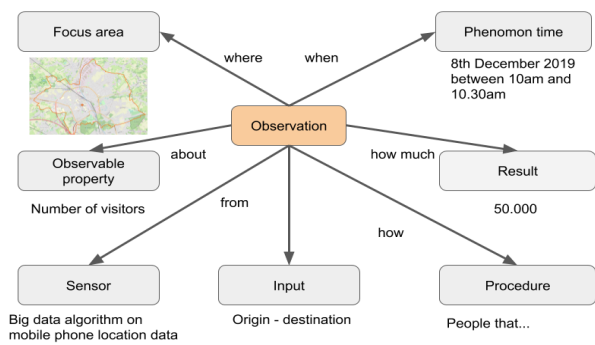 Focus area
Phenomon time
where
when
8th December 2019
between 10am and
10.30am
Observation
about
how much
Observable
property
Result
Number of visitors
from
50.000
how
Sensor
Input
Procedure
Big data algorithm on
mobile phone location data
Origin - destination
People that...